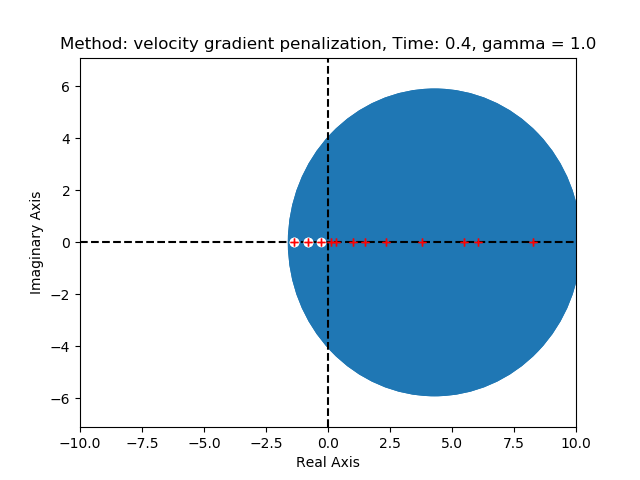 Method: velocity gradient penalization, Time: 0.4, gamma = 1.0
6
4
2
0
−2
−4
−6
Imaginary Axis
−10.0 −7.5 −5.0 −2.5 0.0 2.5 5.0 7.5 10.0
Real Axis